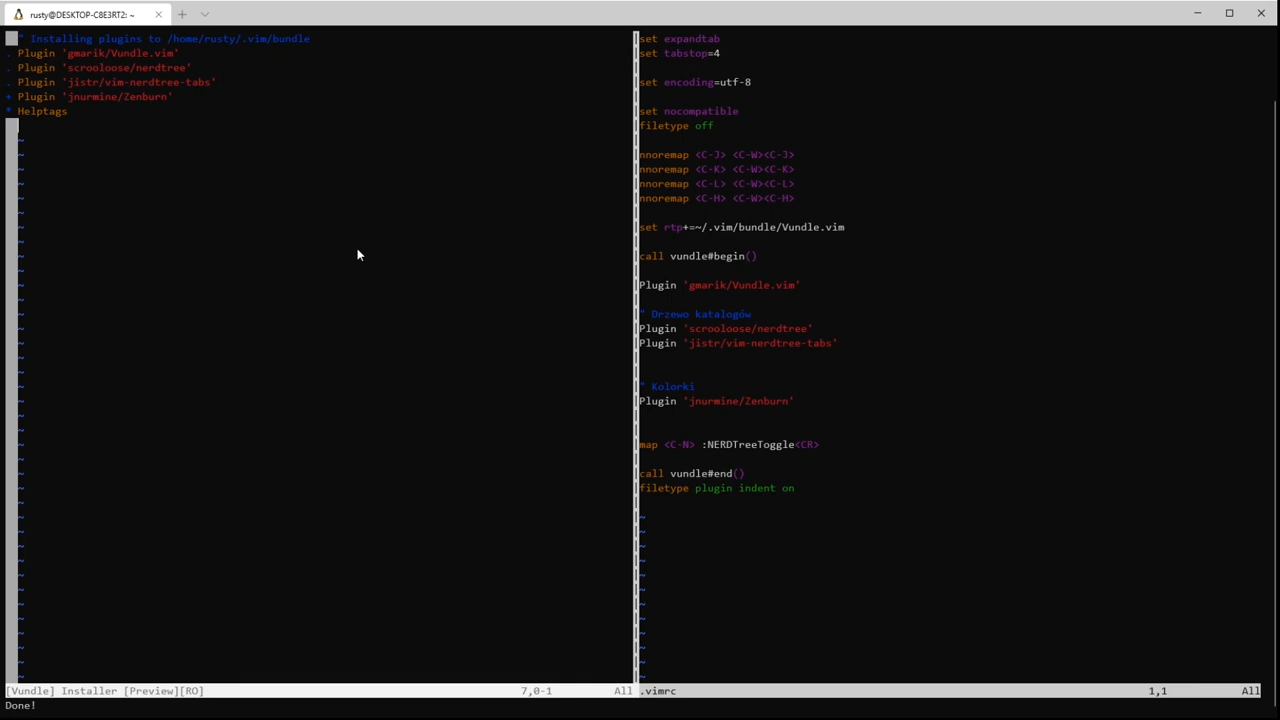 rusty@DESKTOP-C8E3RT2: ~
" Installing plugins to /home/rusty/.vim/bundle
. Plugin 'gmarik/Vundle.vim'
. Plugin 'scrooloose/nerdtree'
. Plugin 'jistr/vim-nerdtree-tabs'
+ Plugin 'jnurmine/Zenburn'
* Helptags
[Vundle] Installer [Preview][RO] 7,0-1 All
Done!
set expandtab
set tabstop=4
set encoding=utf-8
set nocompatible
filetype off
nnoremap <C-J> <C-W><C-J>
nnoremap <C-K> <C-W><C-K>
nnoremap <C-L> <C-W><C-L>
nnoremap <C-H> <C-W><C-H>
set rtp+=~/.vim/bundle/Vundle.vim
call vundle#begin()
Plugin 'gmarik/Vundle.vim'
" Drzewo katalogów
Plugin 'scrooloose/nerdtree'
Plugin 'jistr/vim-nerdtree-tabs'
" Kolorki
Plugin 'jnurmine/Zenburn'
map <C-N> :NERDTreeToggle<CR>
call vundle#end()
filetype plugin indent on
.vimrc 1,1 All